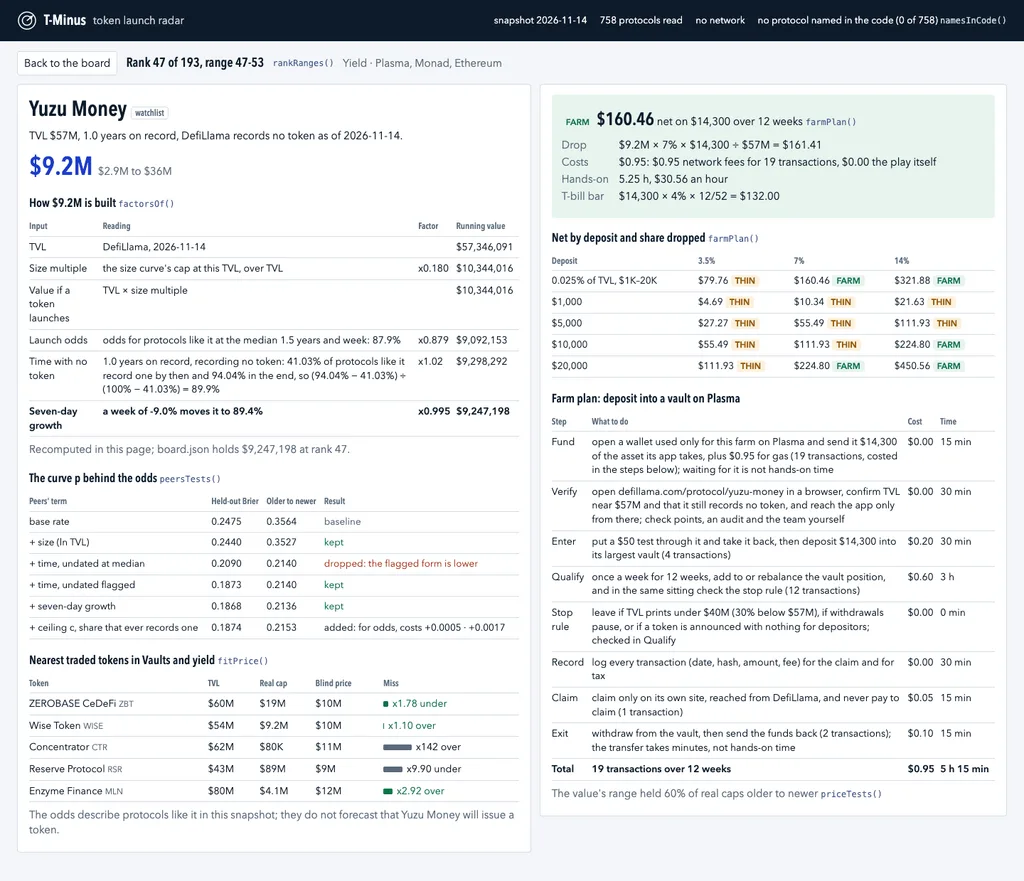 T-Minus token launch radar
snapshot 2026-11-14 758 protocols read no network no protocol named in the code (0 of 758) namesInCode()
Back to the board Rank 47 of 193, range 47-53 rankRanges() Yield · Plasma, Monad, Ethereum
Yuzu Money watchlist
TVL $57M, 1.0 years on record, DefiLlama records no token as of 2026-11-14.
$9.2M $2.9M to $36M
How $9.2M is built factorsOf()
Input Reading Factor Running value
TVL DefiLlama, 2026-11-14 $57,346,091
Size multiple the size curve's cap at this TVL, over TVL x0.180 $10,344,016
Value if a token launches TVL × size multiple $10,344,016
Launch odds odds for protocols like it at the median 1.5 years and week: 87.9% x0.879 $9,092,153
Time with no token 1.0 years on record, recording no token: 41.03% of protocols like it x1.02 $9,298,292
record one by then and 94.04% in the end, so (94.04% − 41.03%) ÷
(100% − 41.03%) = 89.9%
Seven-day growth a week of -9.0% moves it to 89.4% x0.995 $9,247,198
Recomputed in this page; board.json holds $9,247,198 at rank 47.
The curve p behind the odds peersTests()
Peers' term Held-out Brier Older to newer Result
base rate 0.2475 0.3564 baseline
+ size (ln TVL) 0.2440 0.3527 kept
+ time, undated at median 0.2090 0.2140 dropped: the flagged form is lower
+ time, undated flagged 0.1873 0.2140 kept
+ seven-day growth 0.1868 0.2136 kept
+ ceiling c, share that ever records one 0.1874 0.2153 added: for odds, costs +0.0005 · +0.0017
Nearest traded tokens in Vaults and yield fitPrice()
Token TVL Real cap Blind price Miss
ZEROBASE CeDeFi ZBT $60M $19M $10M x1.78 under
Wise Token WISE $54M $9.2M $10M x1.10 over
Concentrator CTR $62M $80K $11M x142 over
Reserve Protocol RSR $43M $89M $9M x9.90 under
Enzyme Finance MLN $80M $4.1M $12M x2.92 over
The odds describe protocols like it in this snapshot; they do not forecast that Yuzu Money will issue a
token.
FARM $160.46 net on $14,300 over 12 weeks farmPlan()
Drop $9.2M × 7% × $14,300 ÷ $57M = $161.41
Costs $0.95: $0.95 network fees for 19 transactions, $0.00 the play itself
Hands-on 5.25 h, $30.56 an hour
T-bill bar $14,300 × 4% × 12/52 = $132.00
Net by deposit and share dropped farmPlan()
Deposit 3.5% 7% 14%
0.025% of TVL, $1K–20K $79.76 THIN $160.46 FARM $321.88 FARM
$1,000 $4.69 THIN $10.34 THIN $21.63 THIN
$5,000 $27.27 THIN $55.49 THIN $111.93 THIN
$10,000 $55.49 THIN $111.93 THIN $224.80 FARM
$20,000 $111.93 THIN $224.80 FARM $450.56 FARM
Farm plan: deposit into a vault on Plasma
Step What to do Cost Time
Fund open a wallet used only for this farm on Plasma and send it $14,300 $0.00 15 min
of the asset its app takes, plus $0.95 for gas (19 transactions, costed
in the steps below); waiting for it is not hands-on time
Verify open defillama.com/protocol/yuzu-money in a browser, confirm TVL $0.00 30 min
near $57M and that it still records no token, and reach the app only
from there; check points, an audit and the team yourself
Enter put a $50 test through it and take it back, then deposit $14,300 into $0.20 30 min
its largest vault (4 transactions)
Qualify once a week for 12 weeks, add to or rebalance the vault position, $0.60 3 h
and in the same sitting check the stop rule (12 transactions)
Stop rule leave if TVL prints under $40M (30% below $57M), if withdrawals $0.00 0 min
pause, or if a token is announced with nothing for depositors;
checked in Qualify
Record log every transaction (date, hash, amount, fee) for the claim and for $0.00 30 min
tax
Claim claim only on its own site, reached from DefiLlama, and never pay to $0.05 15 min
claim (1 transaction)
Exit withdraw from the vault, then send the funds back (2 transactions); $0.10 15 min
the transfer takes minutes, not hands-on time
Total 19 transactions over 12 weeks $0.95 5 h 15 min
The value's range held 60% of real caps older to newer priceTests()